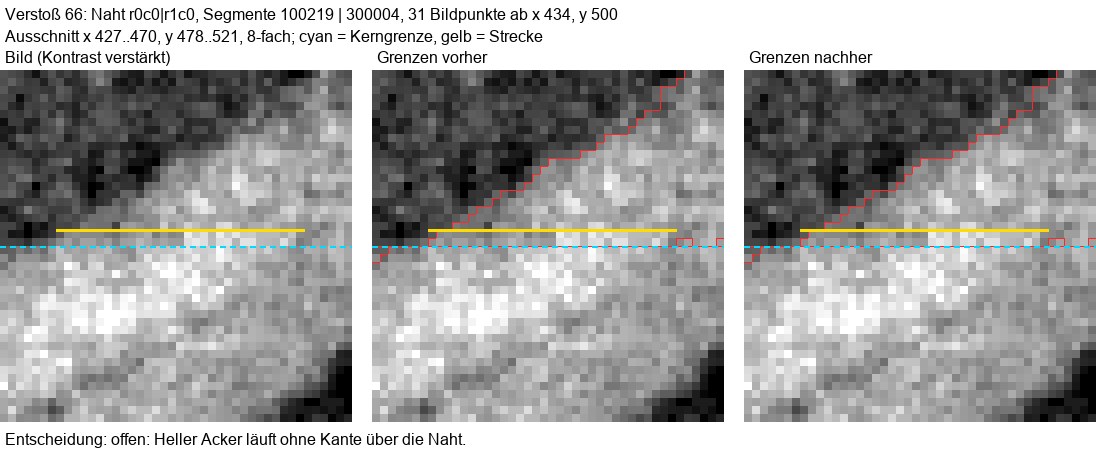 Verstoß 66: Naht r0c0|r1c0, Segmente 100219 | 300004, 31 Bildpunkte ab x 434, y 500
Ausschnitt x 427..470, y 478..521, 8-fach; cyan = Kerngrenze, gelb = Strecke
Bild (Kontrast verstärkt)
Grenzen vorher
Grenzen nachher
Entscheidung: offen: Heller Acker läuft ohne Kante über die Naht.